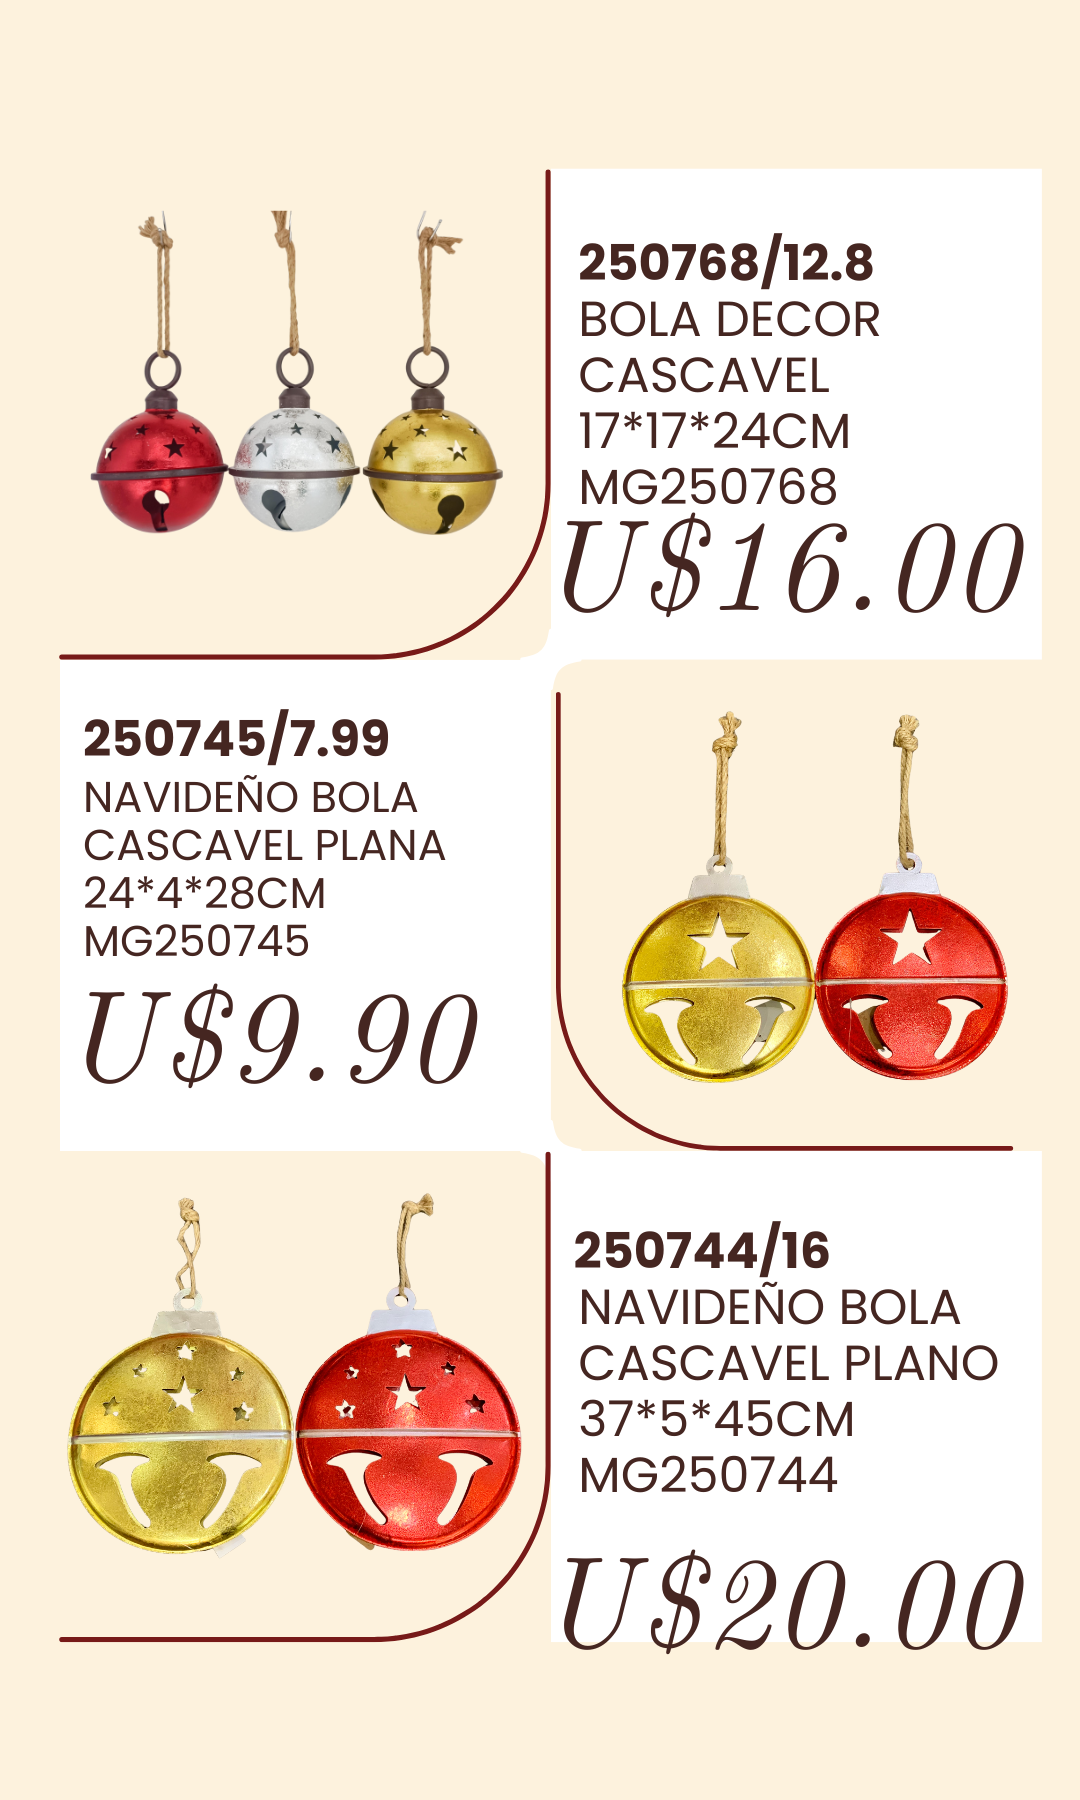 250768/12.8
BOLA DECOR
CASCAVEL
17*17*24CM
MG250768
U$16.00
250745/7.99
NAVIDEÑO BOLA
CASCAVEL PLANA
24*4*28CM
MG250745
U$9.90
250744/16
NAVIDEÑO BOLA
CASCAVEL PLANO
37*5*45CM
MG250744
U$20.00